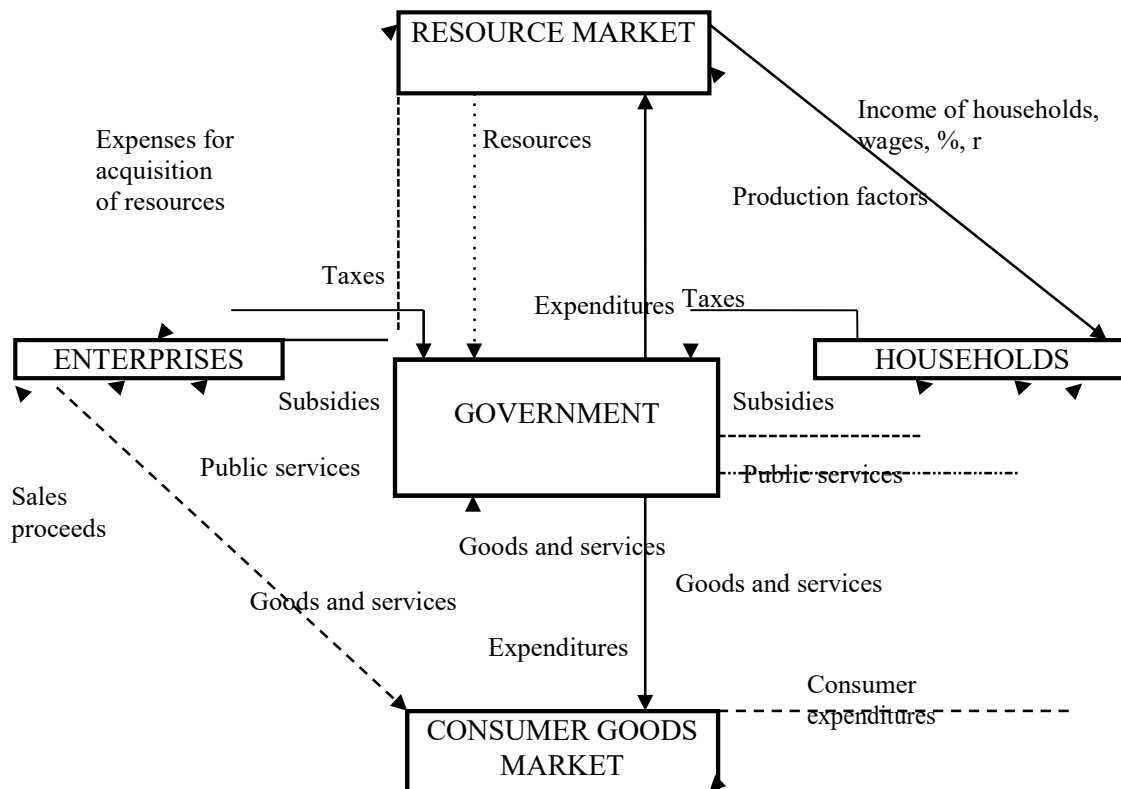 RESOURCE MARKET
Income of households,
wages, %, r
Expenses for
acquisition
of resources
Resources
Production factors
Taxes
Expenditures
Taxes
ENTERPRISES
HOUSEHOLDS
Subsidies
GOVERNMENT
Subsidies
Public services
Public services
Sales
proceeds
Goods and services
Goods and services
Goods and services
Expenditures
Consumer
expenditures
CONSUMER GOODS
MARKET